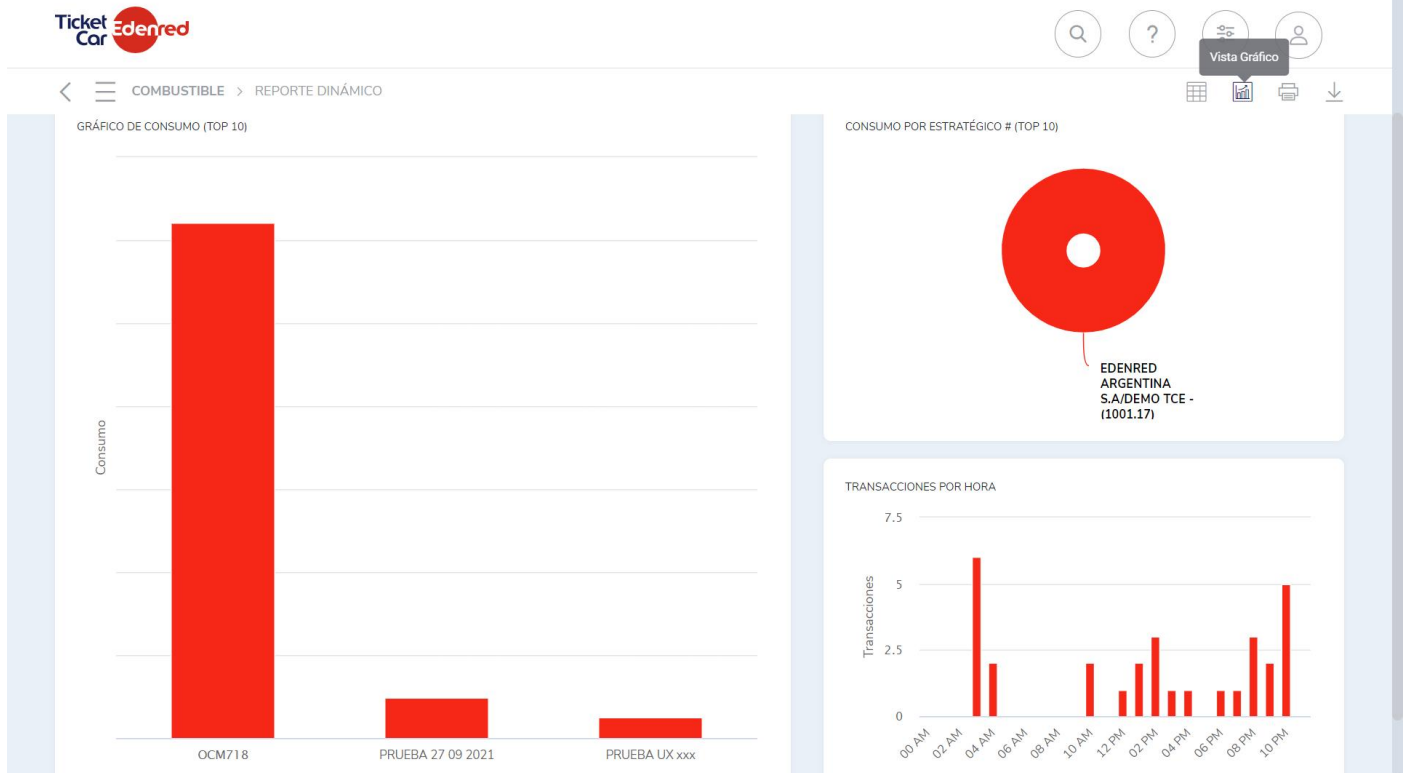 Ticket
Car
Edenred
?
Vista Gráfico
COMBUSTIBLE > REPORTE DINÁMICO
GRÁFICO DE CONSUMO (TOP 10)
Consumo
OCM718
PRUEBA 27 09 2021
PRUEBA UX xxx
CONSUMO POR ESTRATÉGICO # (TOP 10)
EDENRED
ARGENTINA
S.A/DEMO TCE -
(1001.17)
TRANSACCIONES POR HORA
Transacciones
7.5
5
2.5
0
00 AM
02 AM
04 AM
06 AM
08 AM
10 AM
12 PM
02 PM
04 PM
06 PM
08 PM
10 PM